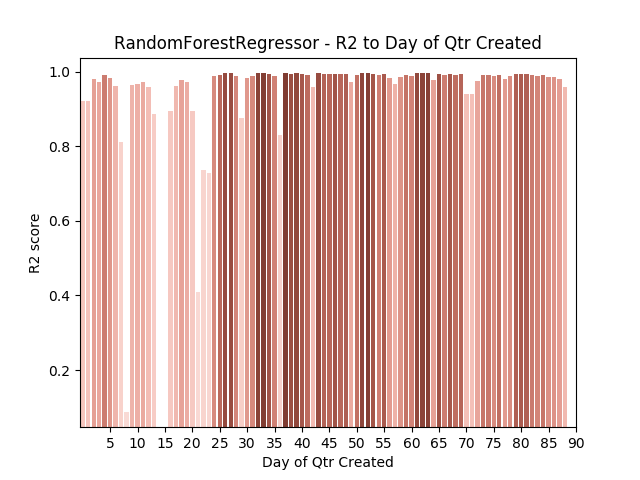 RandomForestRegressor - R2 to Day of Qtr Created
1.0
0.8
0.6
0.4
0.2
R2 score
5 10 15 20 25 30 35 40 45 50 55 60 65 70 75 80 85 90
Day of Qtr Created